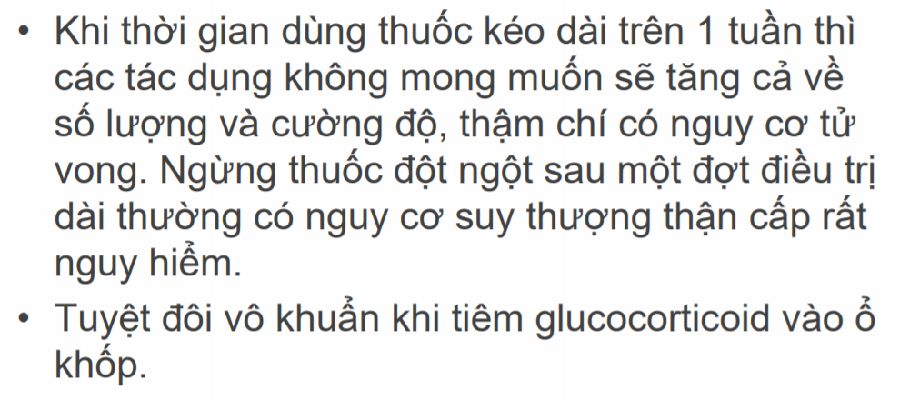 • Khi thời gian dùng thuốc kéo dài trên 1 tuần thì
các tác dụng không mong muốn sẽ tăng cả về
số lượng và cường độ, thậm chí có nguy cơ tử
vong. Ngừng thuốc đột ngột sau một đợt điều trị
dài thường có nguy cơ suy thượng thận cấp rất
nguy hiểm.
• Tuyệt đôi vô khuẩn khi tiêm glucocorticoid vào ổ
khốp.